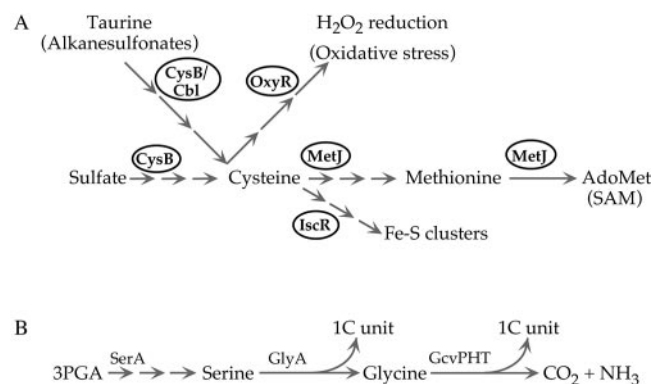 A
Taurine
(Alkanesulfonates)
H₂O₂ reduction
(Oxidative stress)
CysB/
Cbl
OxyR
CysB
MetJ
MetJ
Sulfate
Cysteine
Methionine
AdoMet
(SAM)
IscR
Fe-S clusters
B
1C unit
1C unit
SerA
GlyA
GcvPHT
3PGA
Serine
Glycine
CO₂ + NH₃